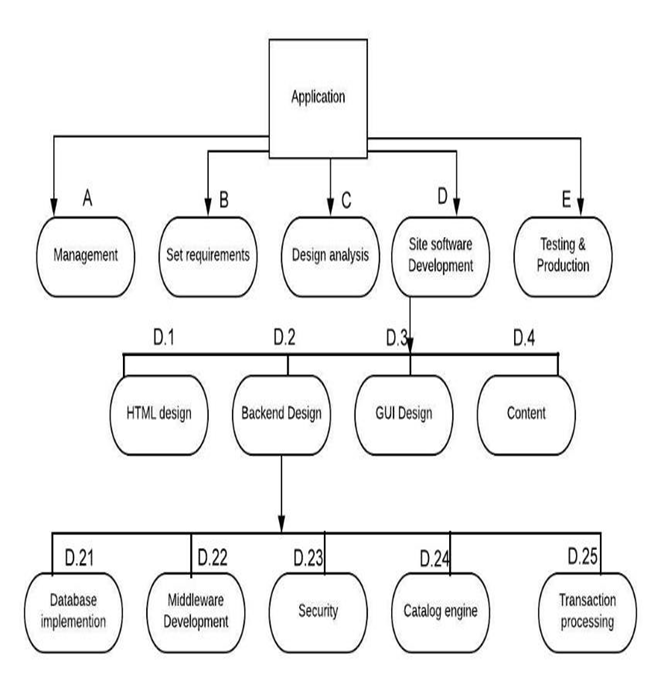 Application
A
B
C
D
E
Management
Set requirements
Design analysis
Site software
Development
Testing &
Production
D.1
D.2
D.3
D.4
HTML design
Backend Design
GUI Design
Content
D.21
D.22
D.23
D.24
D.25
Database
implemention
Middleware
Development
Security
Catalog engine
Transaction
processing